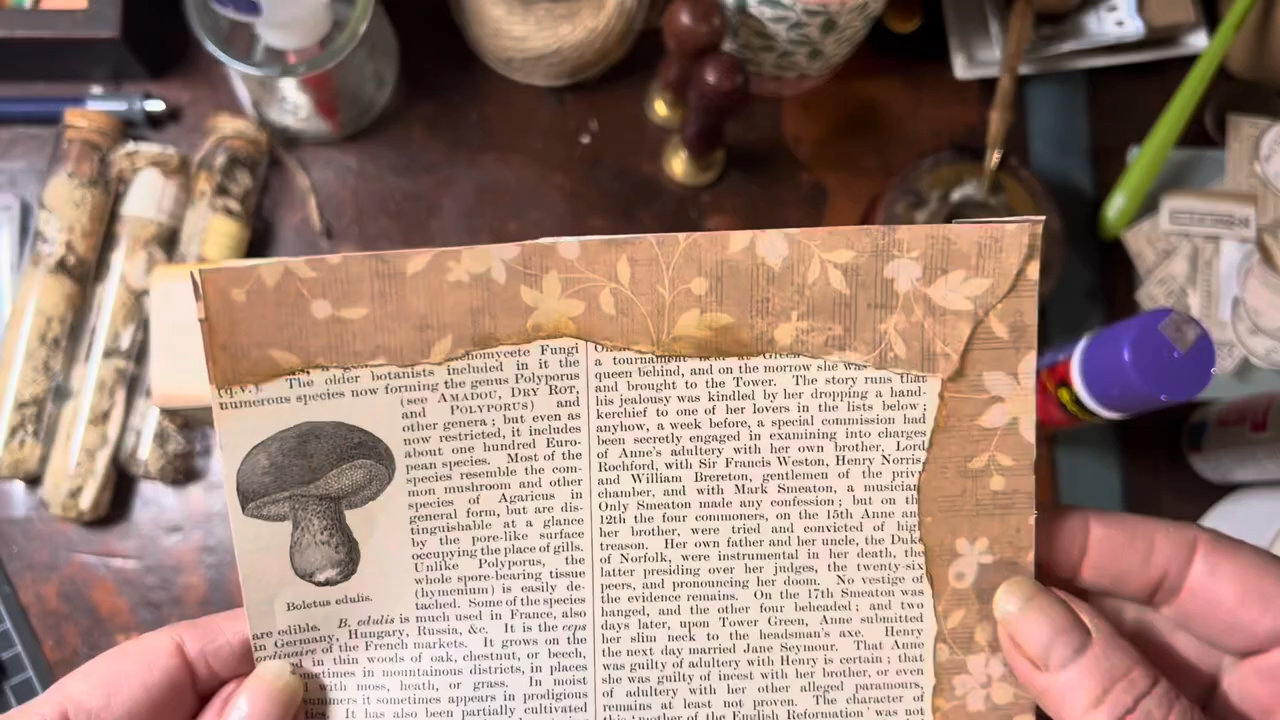 chomycete Fungi
(q.v.). The older botanists included in it the
numerous species now forming the genus Polyporus
(see AMADOU, DRY ROT,
and POLYPORUS) and
other genera; but even as
now restricted, it includes
about one hundred Euro-
pean species. Most of the
species resemble the com-
mon mushroom and other
species of Agaricus in
general form, but are dis-
tinguishable at a glance
by the pore-like surface
occupying the place of gills.
Unlike Polyporus, the
whole spore-bearing tissue
(hymenium) is easily de-
tached. Some of the species
Boletus edulis.
are edible. B. edulis is much used in France, also
in Germany, Hungary, Russia, &c. It is the ceps
ordinaire of the French markets. It grows on the
in thin woods of oak, chestnut, or beech,
metimes in mountainous districts, in places
with moss, heath, or grass. In moist
summers it sometimes appears in prodigious
ties. It has also been partially cultivated
a tournament held at Green
queen behind, and on the morrow she was
and brought to the Tower. The story runs that
his jealousy was kindled by her dropping a hand-
kerchief to one of her lovers in the lists below;
anyhow, a week before, a special commission had
been secretly engaged in examining into charges
of Anne's adultery with her own brother, Lord
Rochford, with Sir Francis Weston, Henry Norris,
and William Brereton, gentlemen of the privy
chamber, and with Mark Smeaton, a musician.
Only Smeaton made any confession; but on th
12th the four commoners, on the 15th Anne an
her brother, were tried and convicted of high
treason. Her own father and her uncle, the Duke
of Norfolk, were instrumental in her death, the
latter presiding over her judges, the twenty-six
peers, and pronouncing her doom. No vestige of
the evidence remains. On the 17th Smeaton was
hanged, and the other four beheaded; and two
days later, upon Tower Green, Anne submitted
her slim neck to the headsman's axe. Henry
the next day married Jane Seymour. That Anne
was guilty of adultery with Henry is certain; that
she was guilty of incest with her brother, or even
of adultery with her other alleged paramours,
remains at least not proven. The character of
this 'mother of the English Reformation' was not